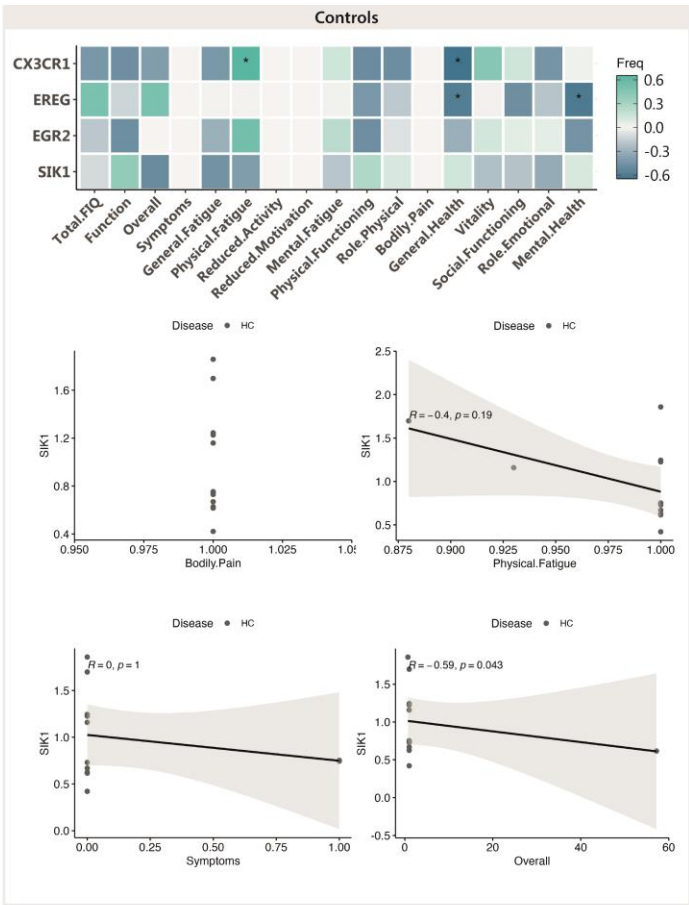 Controls
CX3CR1
*
*
Freq
EREG
*
*
0.6
0.3
EGR2
0.0
-0.3
SIK1
-0.6
Total.FIQ
Function
Overall
Symptoms
General.Fatigue
Physical.Fatigue
Reduced.Activity
Reduced.Motivation
Mental.Fatigue
Physical.Functioning
Role.Physical
Bodily.Pain
General.Health
Vitality
Social.Functioning
Role.Emotional
Mental.Health
Disease HC
SIK1
1.6
1.2
0.8
0.4
0.950 0.975 1.000 1.025 1.05
Bodily.Pain
Disease HC
SIK1
2.5
2.0
1.5
1.0
0.5
R = −0.4, p = 0.19
0.875 0.900 0.925 0.950 0.975 1.000
Physical.Fatigue
Disease HC
SIK1
1.5
1.0
0.5
0.0
R = 0, p = 1
0.00 0.25 0.50 0.75 1.00
Symptoms
Disease HC
SIK1
1.5
1.0
0.5
0.0
-0.5
R = −0.59, p = 0.043
0 20 40 60
Overall